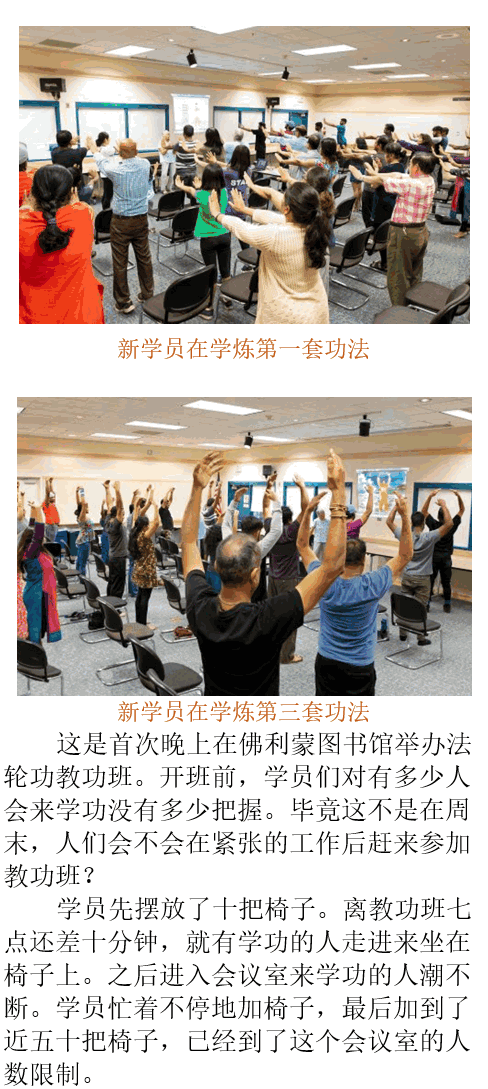 新学员在学炼第一套功法
新学员在学炼第三套功法
这是首次晚上在佛利蒙图书馆举办法
轮功教功班。开班前，学员们对有多少人
会来学功没有多少把握。毕竟这不是在周
末，人们会不会在紧张的工作后赶来参加
教功班？
学员先摆放了十把椅子。离教功班七
点还差十分钟，就有学功的人走进来坐在
椅子上。之后进入会议室来学功的人潮不
断。学员忙着不停地加椅子，最后加到了
近五十把椅子，已经到了这个会议室的人
数限制。